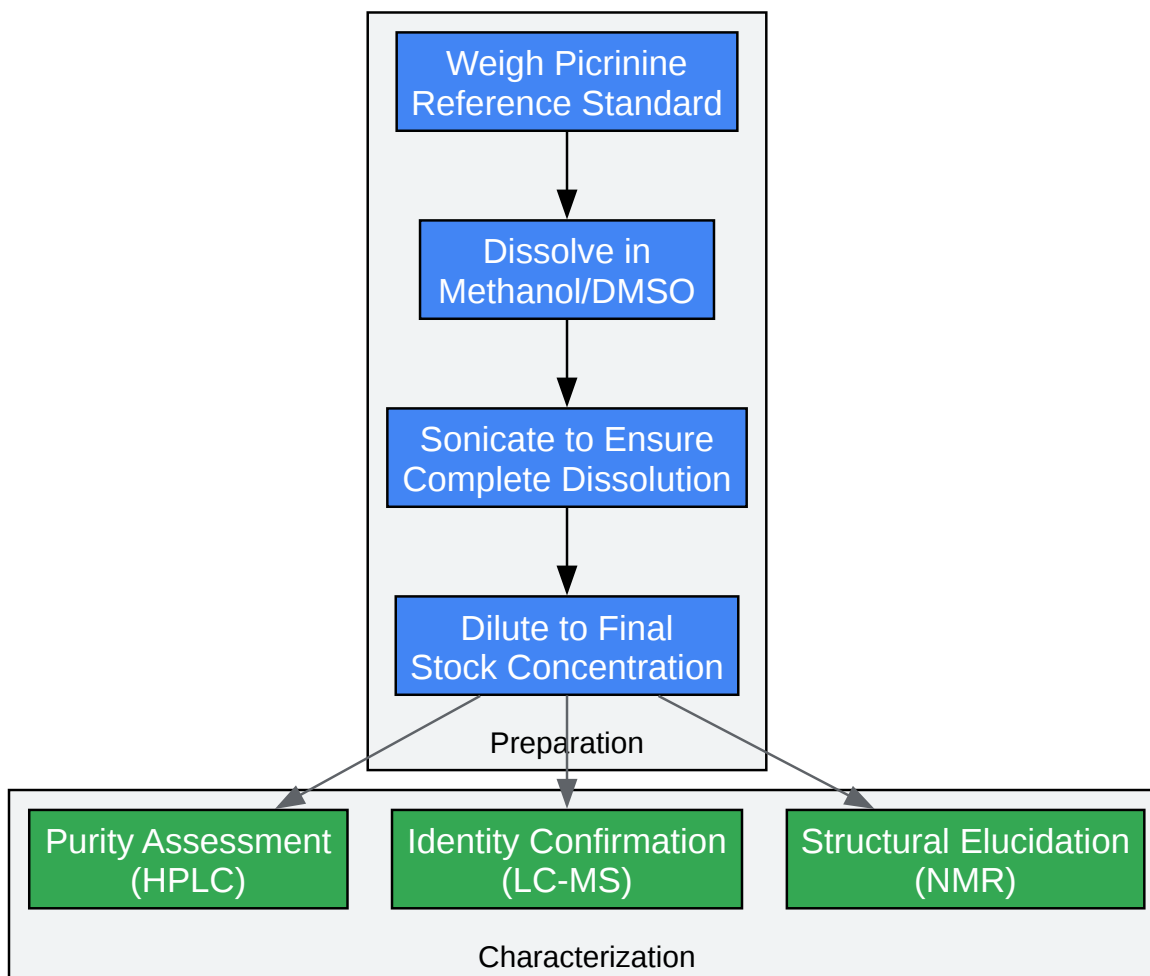 Weigh Picrinine
Reference Standard
Dissolve in
Methanol/DMSO
Sonicate to Ensure
Complete Dissolution
Dilute to Final
Stock Concentration
Preparation
Purity Assessment
(HPLC)
Identity Confirmation
(LC-MS)
Structural Elucidation
(NMR)
Characterization